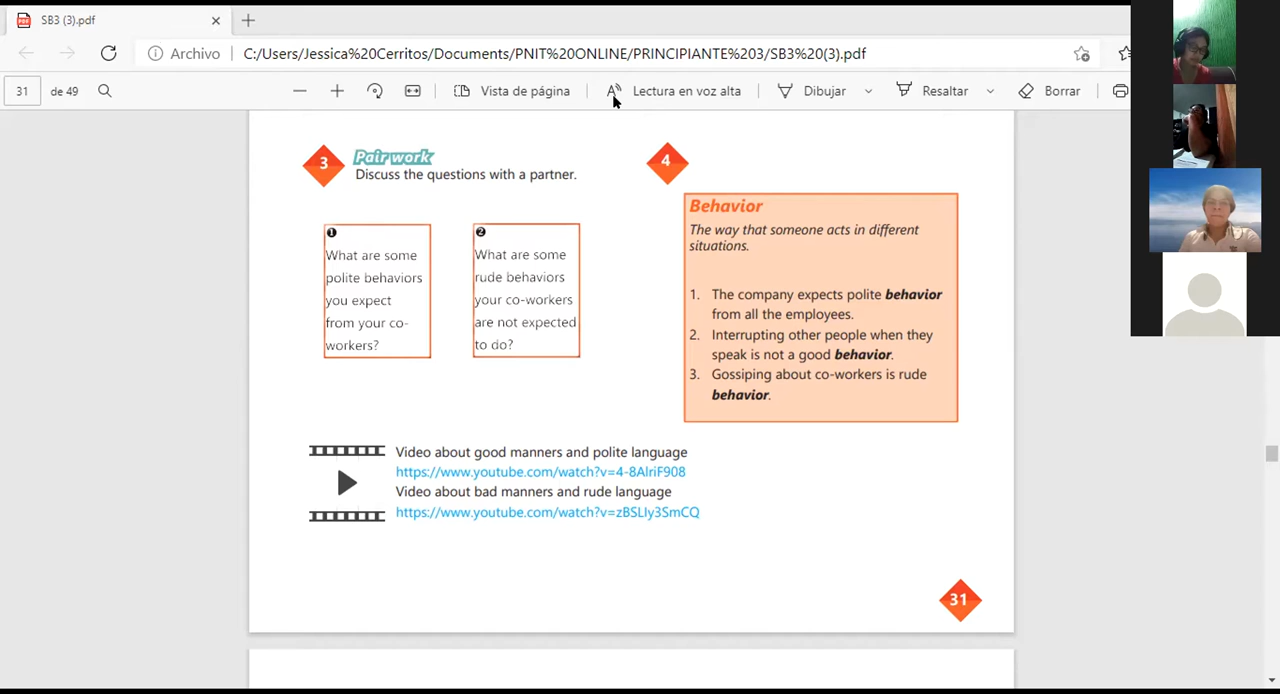 SB3 (3).pdf
Archivo
C:/Users/Jessica%20Cerritos/Documents/PNIT%20ONLINE/PRINCIPIANTE%203/SB3%20(3).pdf
31 de 49
Vista de página
Lectura en voz alta
Dibujar
Resaltar
Borrar
3
Pair work
Discuss the questions with a partner.
1
What are some
polite behaviors
you expect
from your co-
workers?
2
What are some
rude behaviors
your co-workers
are not expected
to do?
4
Behavior
The way that someone acts in different
situations.
1. The company expects polite behavior
from all the employees.
2. Interrupting other people when they
speak is not a good behavior.
3. Gossiping about co-workers is rude
behavior.
Video about good manners and polite language
https://www.youtube.com/watch?v=4-8AlriF908
Video about bad manners and rude language
https://www.youtube.com/watch?v=zBSLIy3SmCQ
31